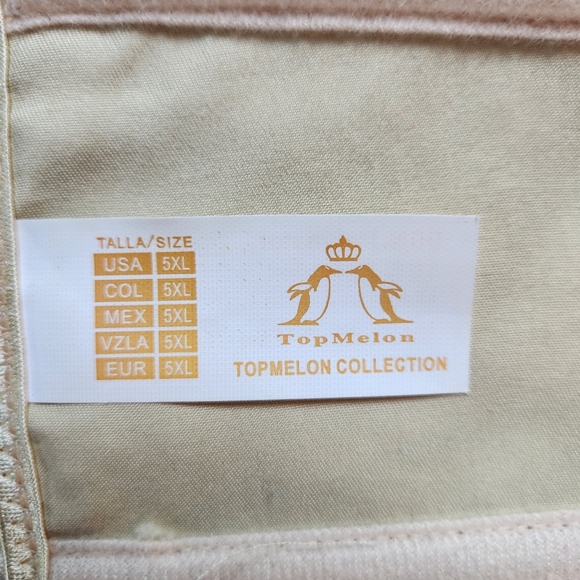 TALLA/SIZE
USA 5XL
COL 5XL
MEX 5XL
VZLA 5XL
EUR 5XL
TopMelon
TOPMELON COLLECTION